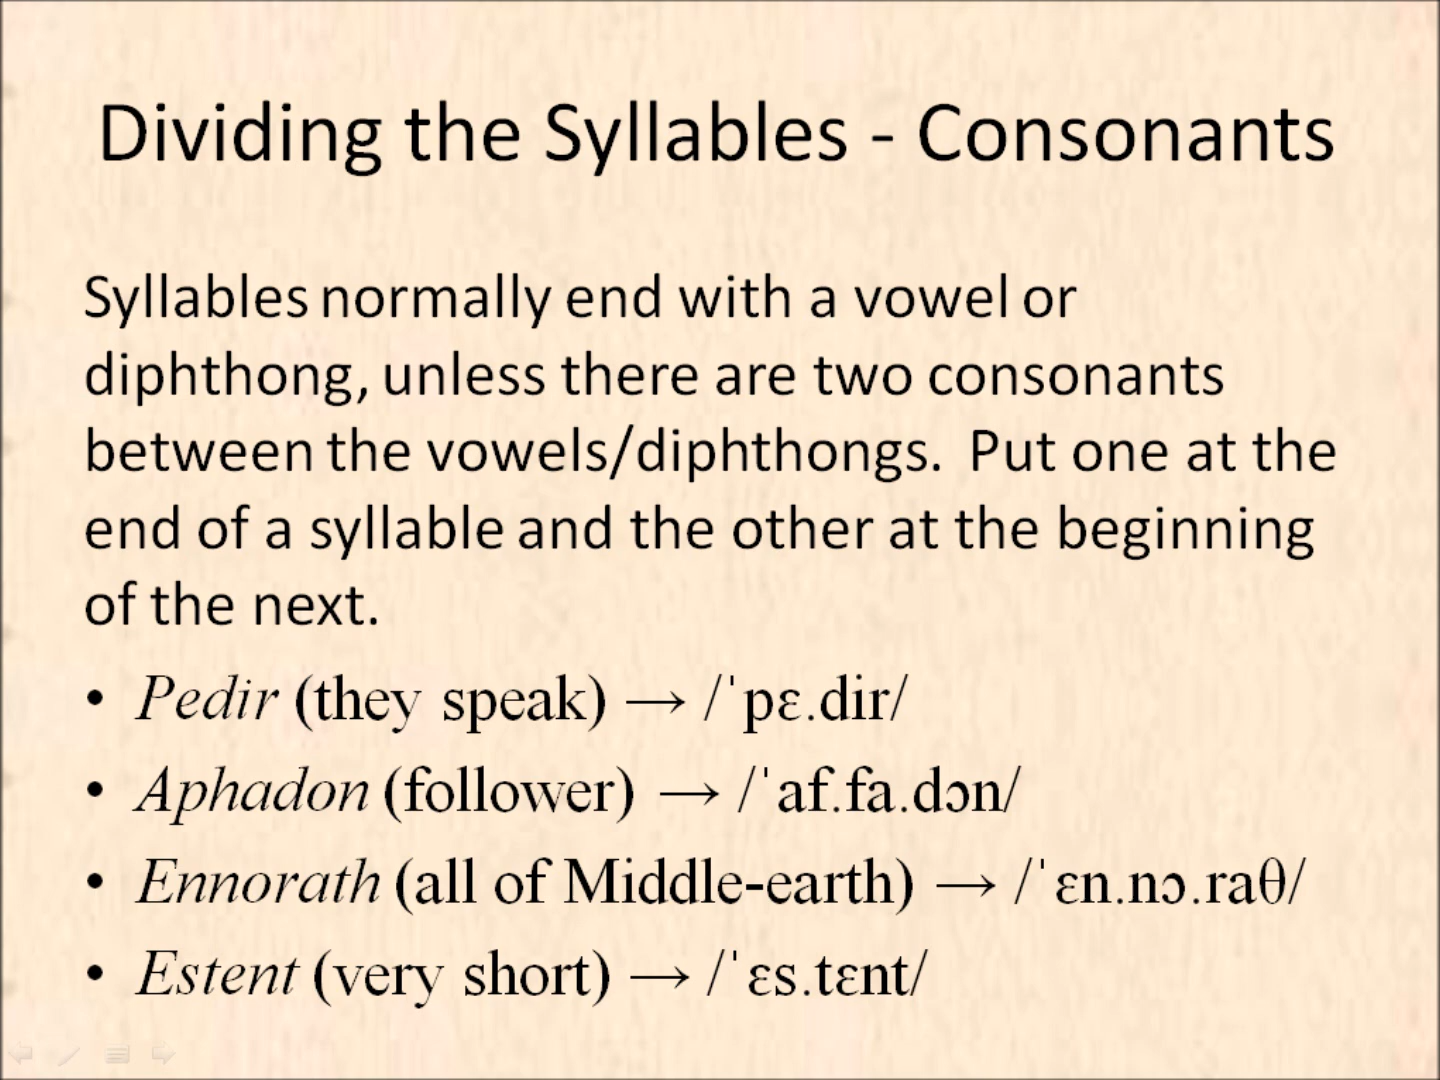 Dividing the Syllables - Consonants
Syllables normally end with a vowel or
diphthong, unless there are two consonants
between the vowels/diphthongs.  Put one at the
end of a syllable and the other at the beginning
of the next.
• Pedir (they speak) → /ˈpɛ.dir/
• Aphadon (follower) → /ˈaf.fa.dɔn/
• Ennorath (all of Middle-earth) → /ˈɛn.nɔ.raθ/
• Estent (very short) → /ˈɛs.tɛnt/